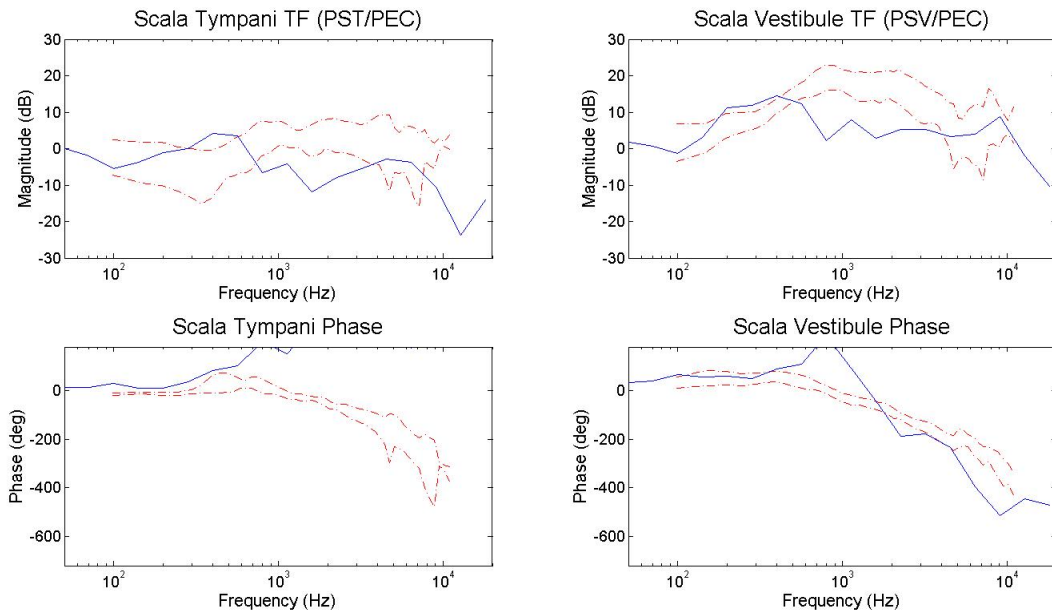 Scala Tympani TF (PST/PEC)
30
20
10
0
-10
-20
-30
Magnitude (dB)
10^2
10^3
10^4
Frequency (Hz)
Scala Vestibule TF (PSV/PEC)
30
20
10
0
-10
-20
-30
Magnitude (dB)
10^2
10^3
10^4
Frequency (Hz)
Scala Tympani Phase
0
-200
-400
-600
Phase (deg)
10^2
10^3
10^4
Frequency (Hz)
Scala Vestibule Phase
0
-200
-400
-600
Phase (deg)
10^2
10^3
10^4
Frequency (Hz)